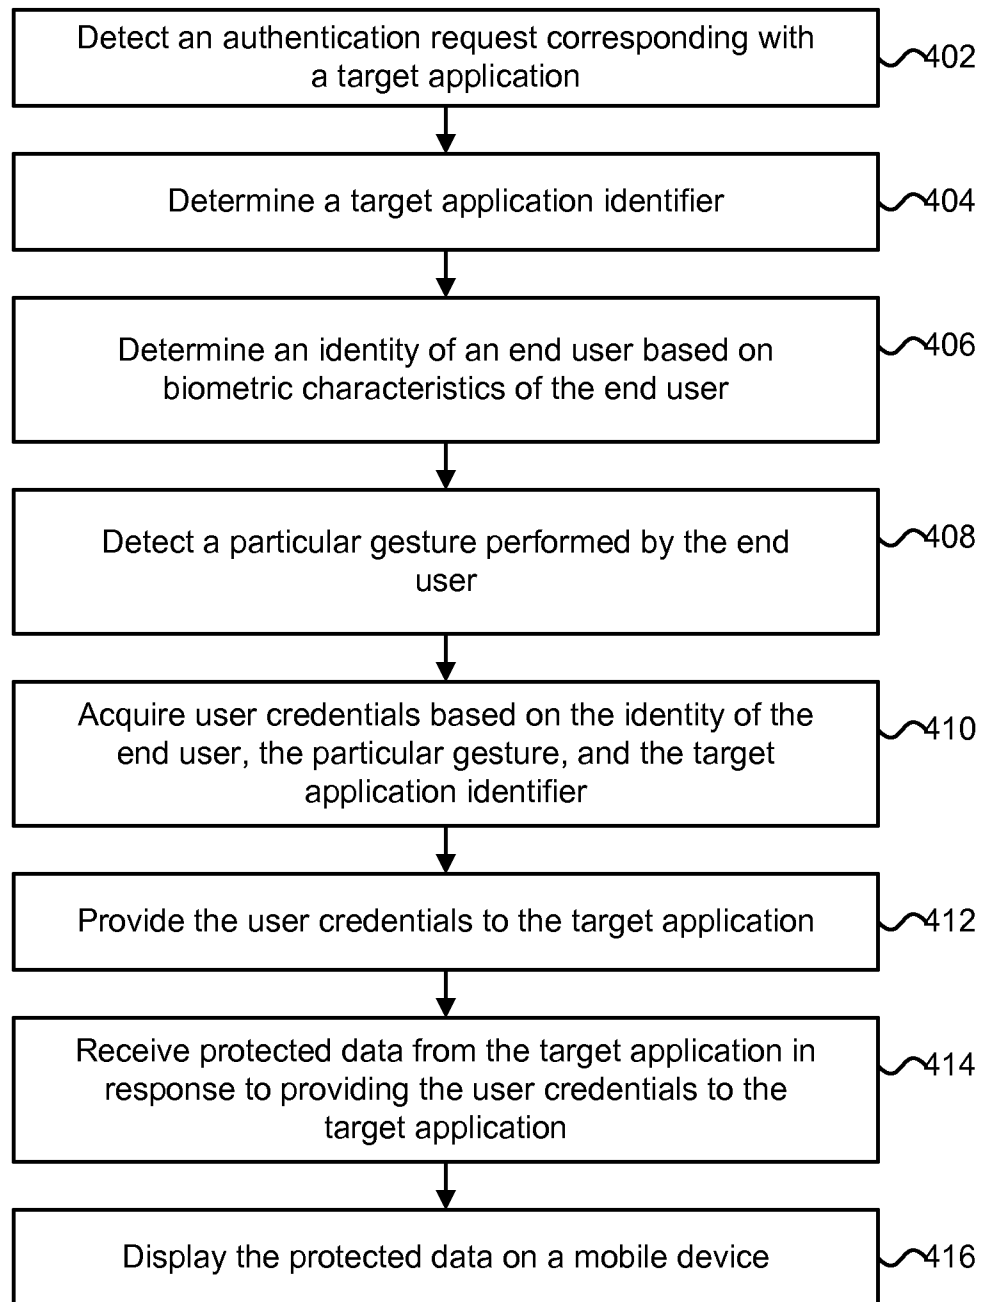 Detect an authentication request corresponding with
a target application
402
Determine a target application identifier
404
Determine an identity of an end user based on
biometric characteristics of the end user
406
Detect a particular gesture performed by the end
user
408
Acquire user credentials based on the identity of the
end user, the particular gesture, and the target
application identifier
410
Provide the user credentials to the target application
412
Receive protected data from the target application in
response to providing the user credentials to the
target application
414
Display the protected data on a mobile device
416